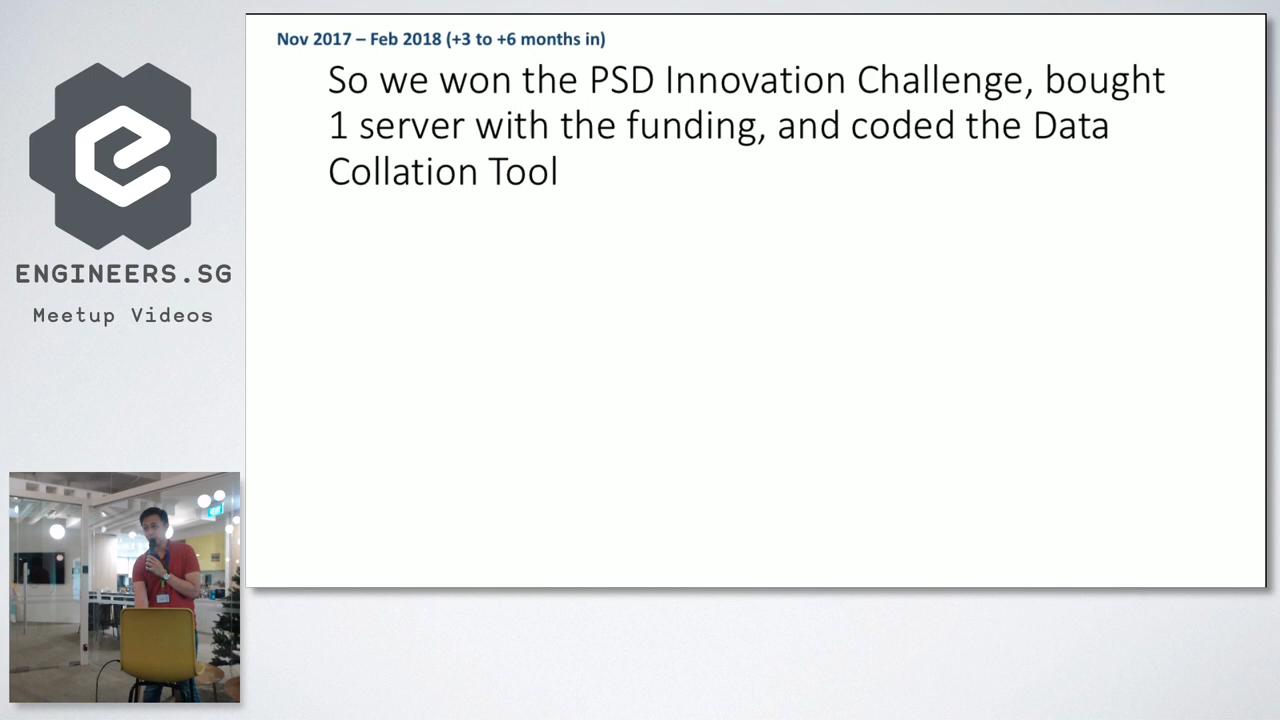 Nov 2017 – Feb 2018 (+3 to +6 months in)
So we won the PSD Innovation Challenge, bought
1 server with the funding, and coded the Data
Collation Tool
ENGINEERS.SG
Meetup Videos